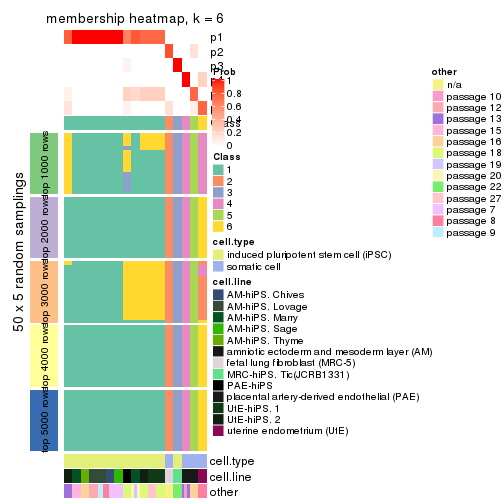 membership heatmap, k = 6
p1
p2
p3
p4
Prob
1
0.8
0.6
0.4
0.2
0
Class
1
2
3
4
5
6
50 x 5 random samplings
top 1000 rows
top 2000 rows
top 3000 rows
top 4000 rows
top 5000 rows
cell.type
induced pluripotent stem cell (iPSC)
somatic cell
cell.line
AM-hiPS. Chives
AM-hiPS. Lovage
AM-hiPS. Marry
AM-hiPS. Sage
AM-hiPS. Thyme
amniotic ectoderm and mesoderm layer (AM)
fetal lung fibroblast (MRC-5)
MRC-hiPS. Tic(JCRB1331)
PAE-hiPS
placental artery-derived endothelial (PAE)
UtE-hiPS. 1
UtE-hiPS. 2
uterine endometrium (UtE)
cell.type
cell.line
other
other
n/a
passage 10
passage 12
passage 13
passage 15
passage 16
passage 18
passage 19
passage 20
passage 22
passage 27
passage 7
passage 8
passage 9